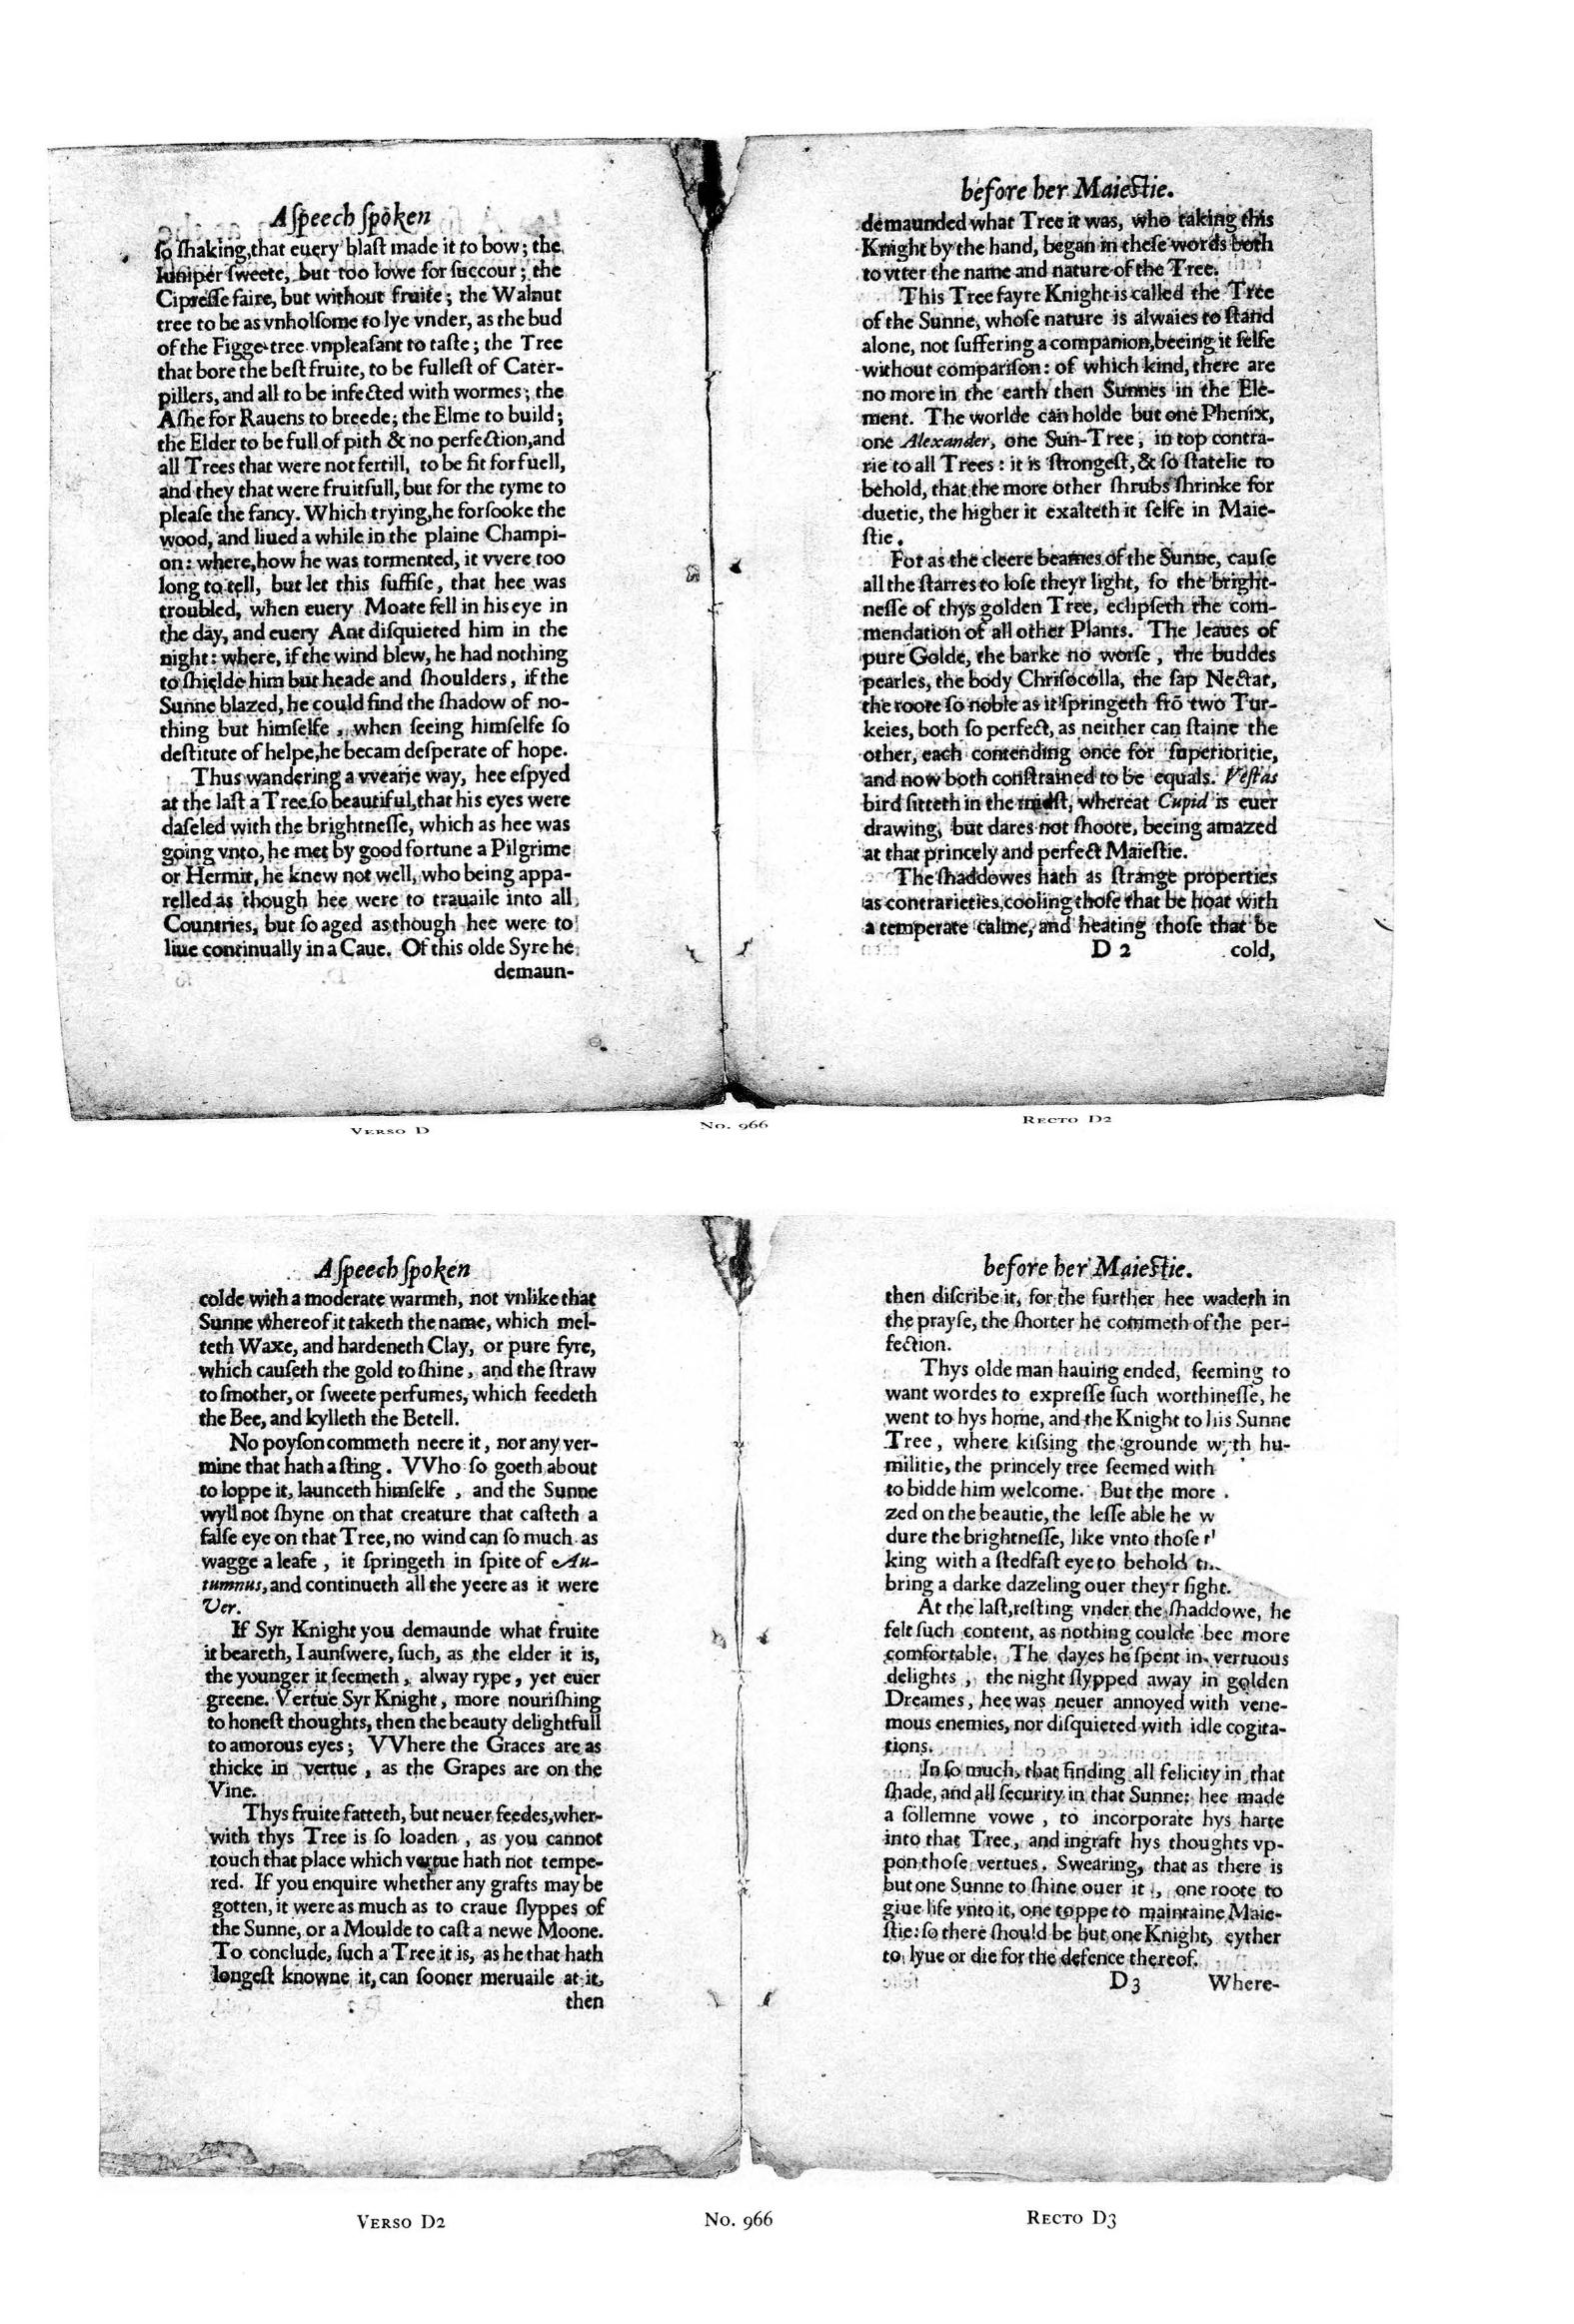 A ſpeech ſpoken
ſo ſhaking, that euery blaſt made it to bow; the
Iuniper ſweete, but too lowe for ſuccour; the
Cipreſſe faire, but without fruite; the Walnut
tree to be as vnholſome to lye vnder, as the bud
of the Figge-tree vnpleaſant to taſte; the Tree
that bore the beſt fruite, to be fulleſt of Cater-
pillers, and all to be infected with wormes; the
Aſhe for Rauens to breede; the Elme to build;
the Elder to be full of pith & no perfection, and
all Trees that were not fertill, to be fit for fuell,
and they that were fruitfull, but for the tyme to
pleaſe the fancy. Which trying, he forſooke the
wood, and liued a while in the plaine Champi-
on: where, how he was tormented, it vvere too
long to tell, but let this ſuffiſe, that hee was
troubled, when euery Moate fell in his eye in
the day, and euery Ant diſquieted him in the
night: where, if the wind blew, he had nothing
to ſhielde him but heade and ſhoulders, if the
Sunne blazed, he could find the ſhadow of no-
thing but himſelfe, when ſeeing himſelfe ſo
deſtitute of helpe, he becam deſperate of hope.
Thus wandering a vvearie way, hee eſpyed
at the laſt a Tree ſo beautiful, that his eyes were
daſeled with the brightneſſe, which as hee was
going vnto, he met by good fortune a Pilgrime
or Hermit, he knew not well, who being appa-
relled as though hee were to trauaile into all
Countries, but ſo aged as though hee were to
liue continually in a Caue. Of this olde Syre he
demaun-
before her Maieſtie.
demaunded what Tree it was, who taking this
Knight by the hand, began in theſe words both
to vtter the name and nature of the Tree.
This Tree fayre Knight is called the Tree
of the Sunne, whoſe nature is alwaies to ſtand
alone, not ſuffering a companion, beeing it ſelfe
without compariſon: of which kind, there are
no more in the earth then Sunnes in the Ele-
ment. The worlde can holde but one Phenix,
one Alexander, one Sun-Tree, in top contra-
rie to all Trees: it is ſtrongeſt, & ſo ſtatelie to
behold, that the more other ſhrubs ſhrinke for
duetie, the higher it exalteth it ſelfe in Maie-
ſtie.
For as the cleere beames of the Sunne, cauſe
all the ſtarres to loſe theyr light, ſo the bright-
neſſe of thys golden Tree, eclipſeth the com-
mendation of all other Plants. The leaues of
pure Golde, the barke no worſe, the buddes
pearles, the body Chriſocolla, the ſap Nectar,
the roote ſo noble as it ſpringeth frō two Tur-
keies, both ſo perfect, as neither can ſtaine the
other, each contending once for ſuperioritie,
and now both conſtrained to be equals. Veſtas
bird ſitteth in the midſt, whereat Cupid is euer
drawing, but dares not ſhoote, beeing amazed
at that princely and perfect Maieſtie.
The ſhaddowes hath as ſtrange properties
as contrarieties, cooling thoſe that be hoat with
a temperate calme, and heating thoſe that be
D 2 cold,
VERSO D No. 966 RECTO D2
A ſpeech ſpoken
colde with a moderate warmth, not vnlike that
Sunne whereof it taketh the name, which mel-
teth Waxe, and hardeneth Clay, or pure fyre,
which cauſeth the gold to ſhine, and the ſtraw
to ſmother, or ſweete perfumes, which feedeth
the Bee, and kylleth the Betell.
No poyſon commeth neere it, nor any ver-
mine that hath a ſting. VVho ſo goeth about
to loppe it, launceth himſelfe, and the Sunne
wyll not ſhyne on that creature that caſteth a
falſe eye on that Tree, no wind can ſo much as
wagge a leafe, it ſpringeth in ſpite of Au-
tumnus, and continueth all the yeere as it were
Ver.
If Syr Knight you demaunde what fruite
it beareth, I aunſwere, ſuch, as the elder it is,
the younger it ſeemeth, alway rype, yet euer
greene. Vertue Syr Knight, more nouriſhing
to honeſt thoughts, then the beauty delightfull
to amorous eyes; VVhere the Graces are as
thicke in vertue, as the Grapes are on the
Vine.
Thys fruite fatteth, but neuer feedes, wher-
with thys Tree is ſo loaden, as you cannot
touch that place which vertue hath not tempe-
red. If you enquire whether any grafts may be
gotten, it were as much as to craue ſlyppes of
the Sunne, or a Moulde to caſt a newe Moone.
To conclude, ſuch a Tree it is, as he that hath
longeſt knowne it, can ſooner meruaile at it,
then
before her Maieſtie.
then diſcribe it, for the further hee wadeth in
the prayſe, the ſhorter he commeth of the per-
fection.
Thys olde man hauing ended, ſeeming to
want wordes to expreſſe ſuch worthineſſe, he
went to hys home, and the Knight to his Sunne
Tree, where kiſſing the grounde wyth hu-
militie, the princely tree ſeemed with
to bidde him welcome. But the more
zed on the beautie, the leſſe able he w
dure the brightneſſe, like vnto thoſe t
king with a ſtedfaſt eye to behold
bring a darke dazeling ouer theyr ſight.
At the laſt, reſting vnder the ſhaddowe, he
felt ſuch content, as nothing coulde bee more
comfortable. The dayes he ſpent in vertuous
delights, the night ſlypped away in golden
Dreames, hee was neuer annoyed with vene-
mous enemies, nor diſquieted with idle cogita-
tions.
In ſo much, that finding all felicity in that
ſhade, and all ſecurity in that Sunne: hee made
a ſollemne vowe, to incorporate hys harte
into that Tree, and ingraft hys thoughts vp-
pon thoſe vertues. Swearing, that as there is
but one Sunne to ſhine ouer it, one roote to
giue life vnto it, one toppe to maintaine Maie-
ſtie: ſo there ſhould be but one Knight, eyther
to lyue or die for the defence thereof.
D 3 Where-
VERSO D2 No. 966 RECTO D3